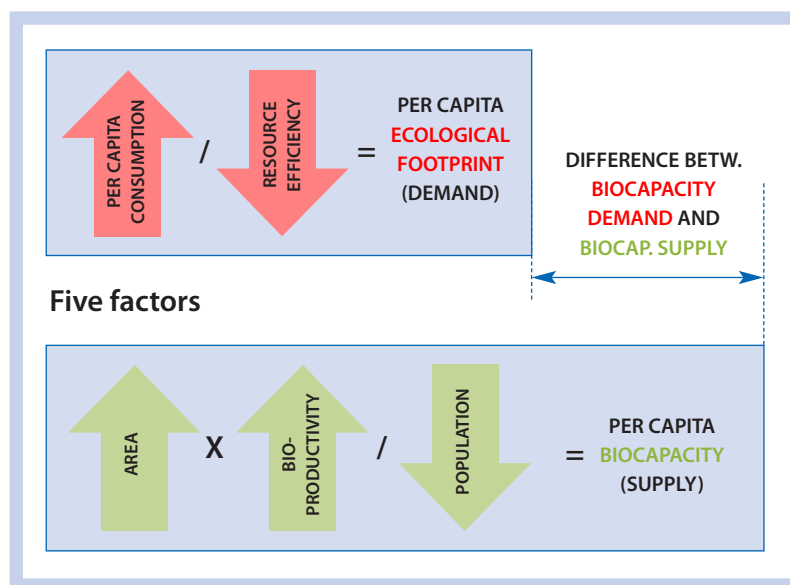 PER CAPITA
CONSUMPTION
/
RESOURCE
EFFICIENCY
=
PER CAPITA
ECOLOGICAL
FOOTPRINT
(DEMAND)
DIFFERENCE BETW.
BIOCAPACITY
DEMAND AND
BIOCAP. SUPPLY
Five factors
AREA
X
BIO-
PRODUCTIVITY
/
POPULATION
=
PER CAPITA
BIOCAPACITY
(SUPPLY)